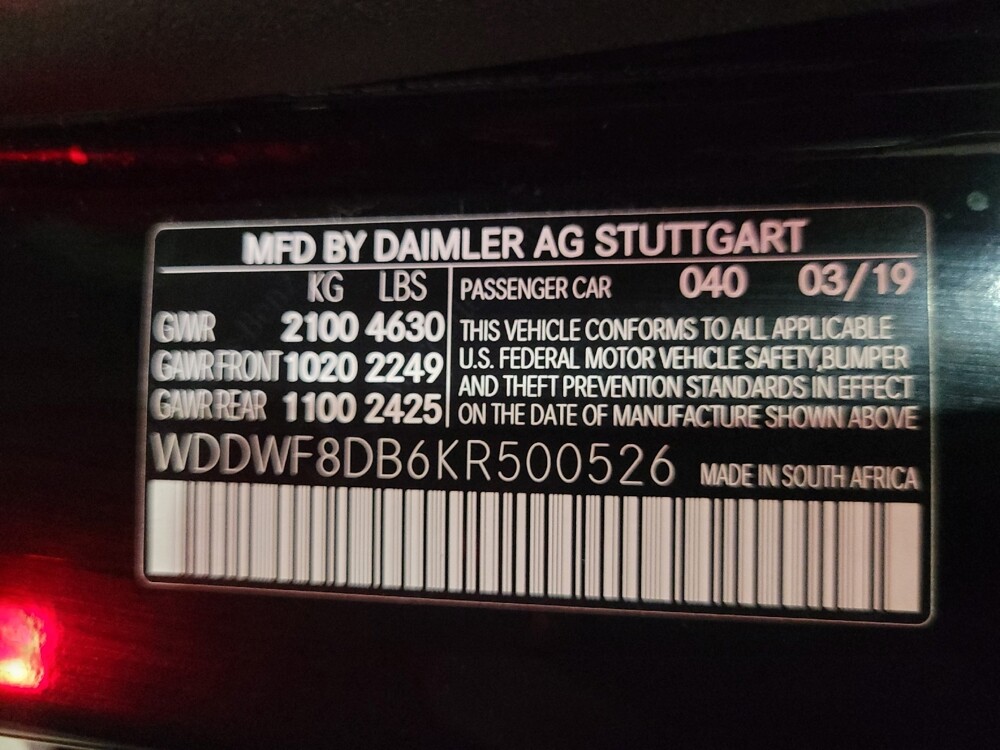 MFD BY DAIMLER AG STUTTGART
KG LBS
GWR 2100 4630
GAWR FRONT 1020 2249
GAWR REAR 1100 2425
PASSENGER CAR 040 03/19
THIS VEHICLE CONFORMS TO ALL APPLICABLE
U.S. FEDERAL MOTOR VEHICLE SAFETY,BUMPER
AND THEFT PREVENTION STANDARDS IN EFFECT
ON THE DATE OF MANUFACTURE SHOWN ABOVE
WDDWF8DB6KR500526 MADE IN SOUTH AFRICA